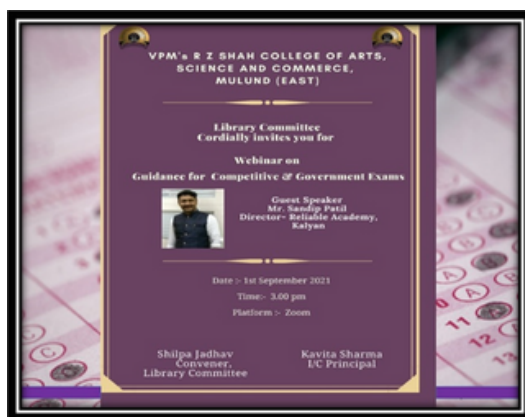 VPM's R Z SHAH COLLEGE OF ARTS,
SCIENCE AND COMMERCE,
MULUND (EAST)
Library Committee
Cordially invites you for
Webinar on
Guidance for Competitive & Government Exams
Guest Speaker
Mr. Sandip Patil
Director- Reliable Academy,
Kalyan
Date :- 1st September 2021
Time:- 3.00 pm
Platform :- Zoom
Shilpa Jadhav
Convener,
Library Committee
Kavita Sharma
I/C Principal